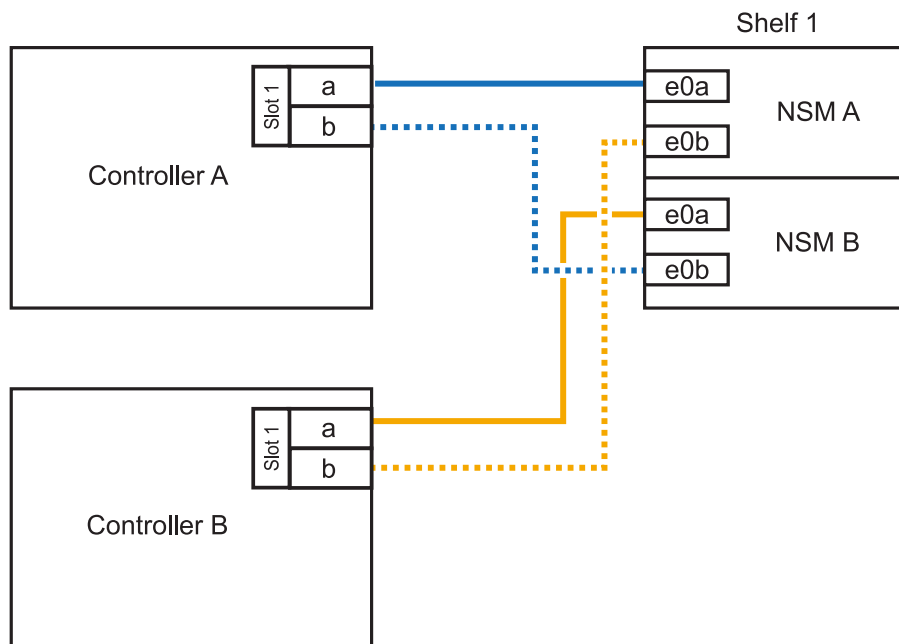 Shelf 1
Controller A
Slot 1
a
b
e0a
e0b
NSM A
e0a
e0b
NSM B
Controller B
Slot 1
a
b